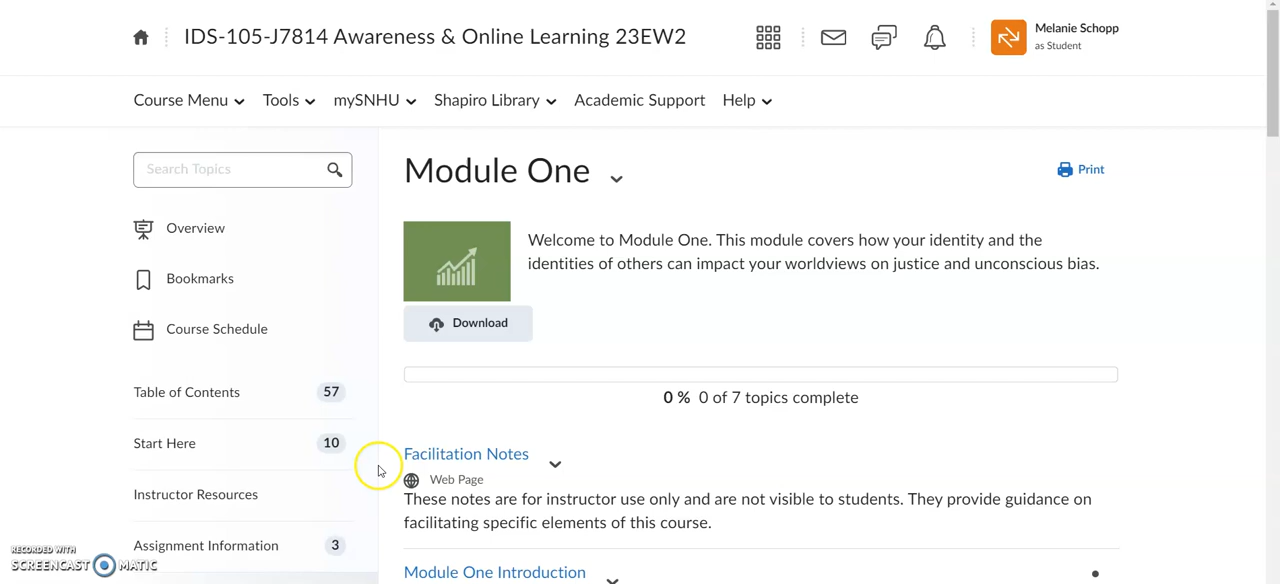 IDS-105-J7814 Awareness & Online Learning 23EW2
Melanie Schopp
as Student
Course Menu Tools mySNHU Shapiro Library Academic Support Help
Search Topics
Overview
Bookmarks
Course Schedule
Table of Contents 57
Start Here 10
Instructor Resources
Assignment Information 3
Module One
Print
Welcome to Module One. This module covers how your identity and the
identities of others can impact your worldviews on justice and unconscious bias.
Download
0 % 0 of 7 topics complete
Facilitation Notes
Web Page
These notes are for instructor use only and are not visible to students. They provide guidance on
facilitating specific elements of this course.
Module One Introduction
RECORDED WITH
SCREENCAST MATIC